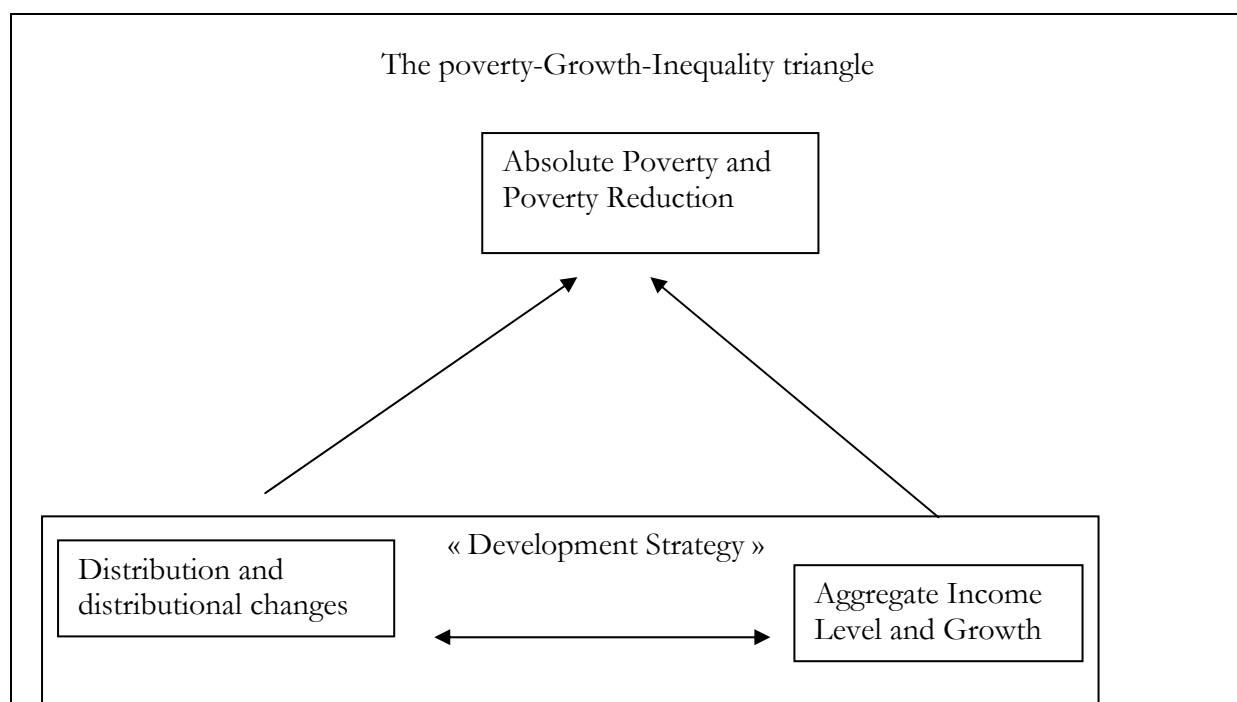 The poverty-Growth-Inequality triangle
Absolute Poverty and
Poverty Reduction
« Development Strategy »
Distribution and
distributional changes
Aggregate Income
Level and Growth